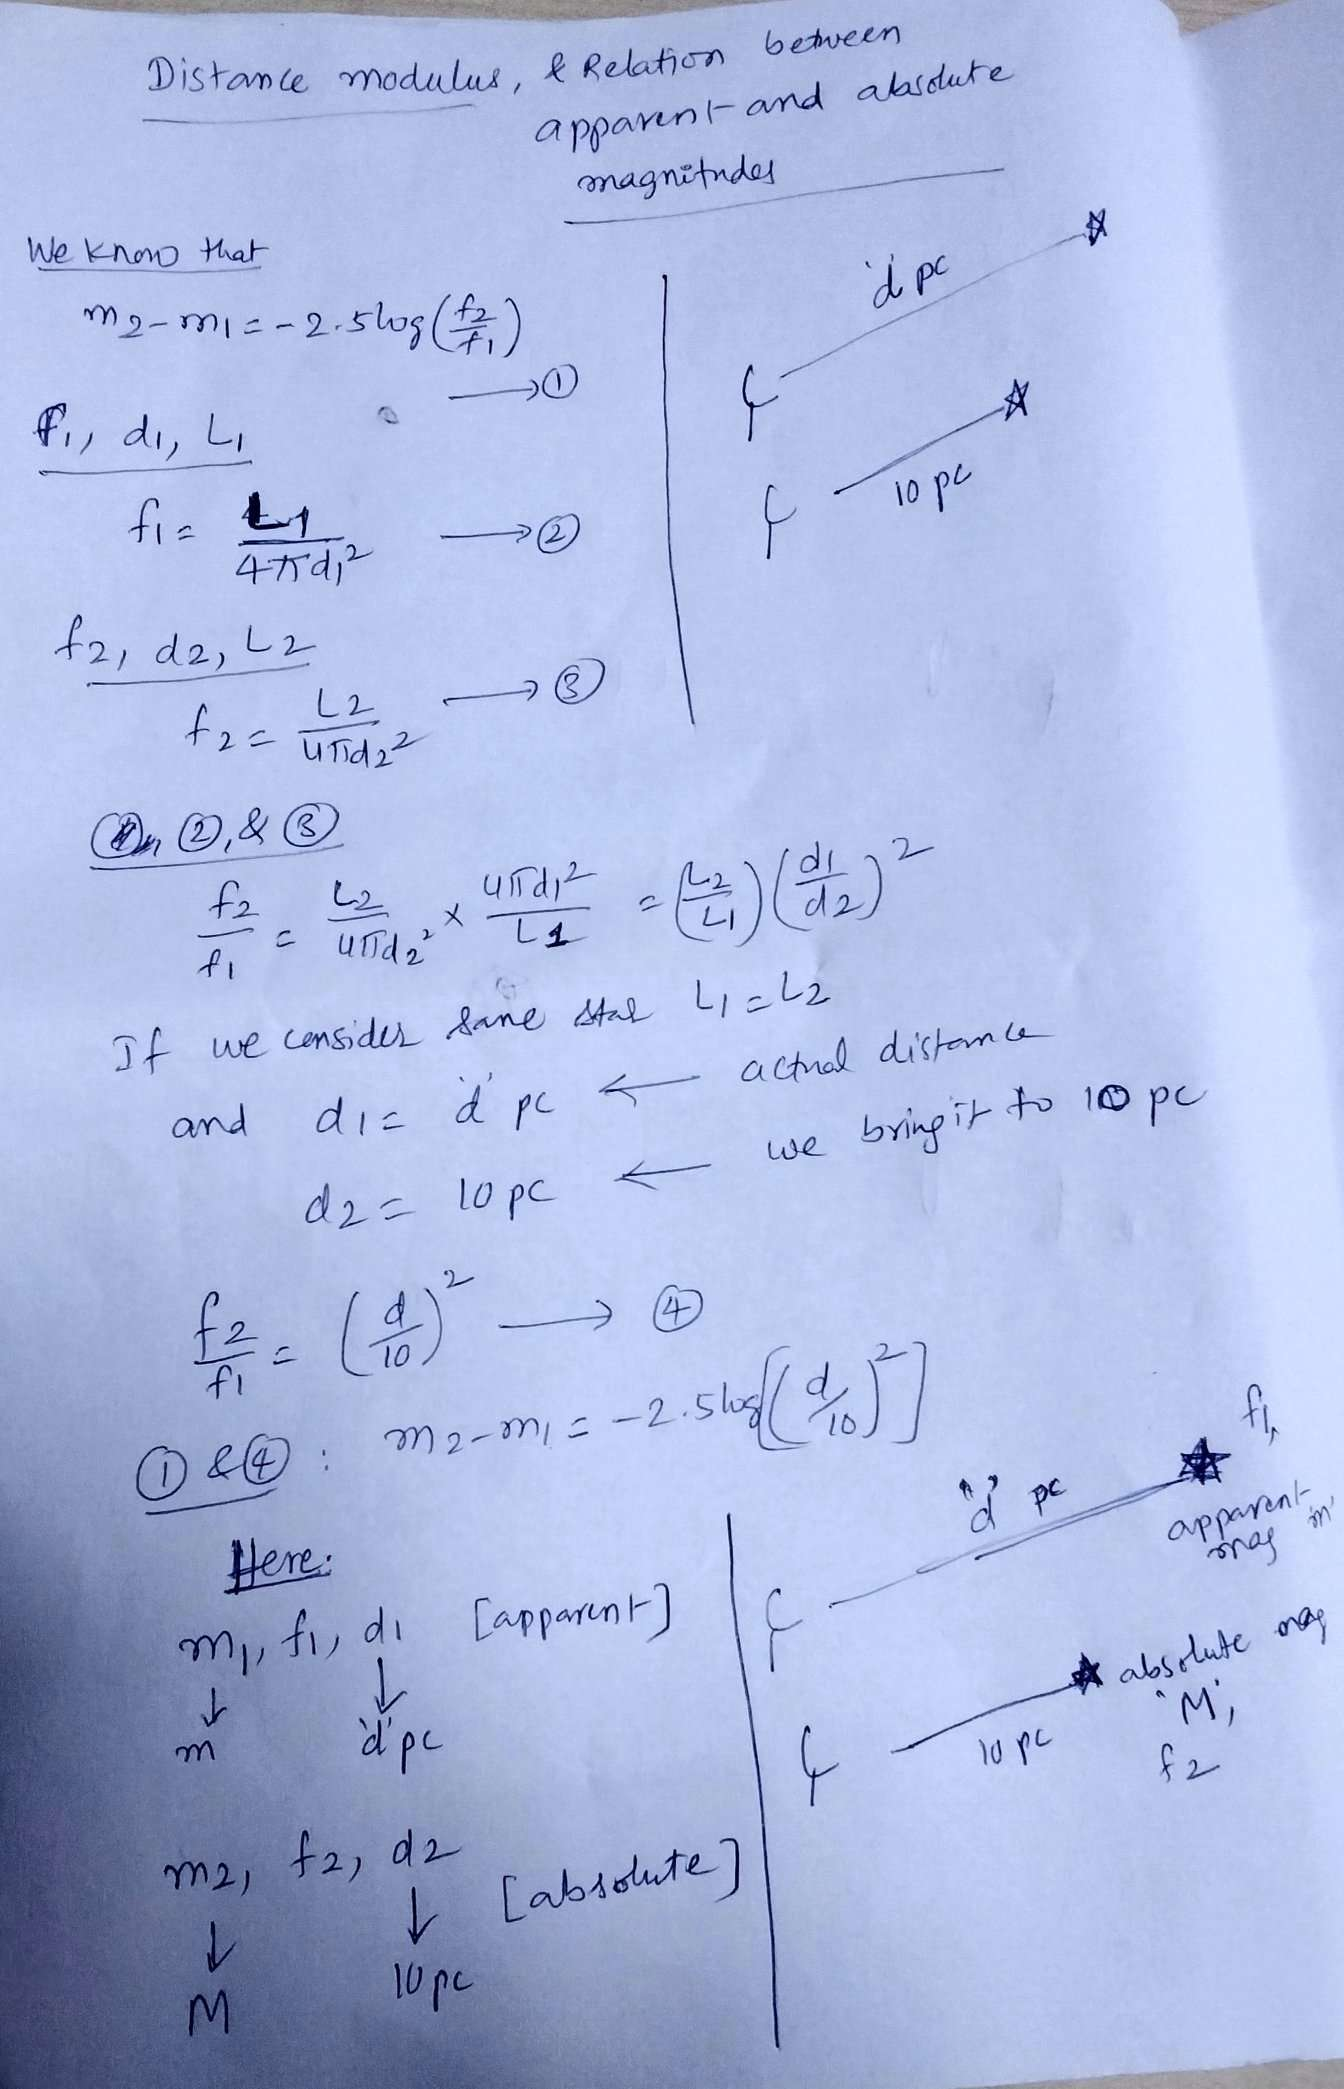 Distance modulus, & Relation between
apparent and absolute
magnitudes
We know that
m2-m1=-2.5log(f2/f1)
→①
f1, d1, L1
f1= L1/4πd1² →②
f2, d2, L2
f2= L2/4πd2² →③
'd' pc
10 pc
①, ②, & ③
f2/f1 = L2/4πd2² × 4πd1²/L1 = (L2/L1)(d1/d2)²
If we consider same star L1=L2
and d1= 'd' pc ← actual distance
d2= 10 pc ← we bring it to 10 pc
f2/f1 = (d/10)² → ④
① & ④ : m2-m1 = -2.5log[(d/10)²]
Here:
m1, f1, d1 [apparent]
↓ ↓
m 'd' pc
m2, f2, d2 [absolute]
↓ ↓
M 10 pc
"d" pc
f1,
apparent
mag 'm'
10 pc
absolute mag
'M',
f2